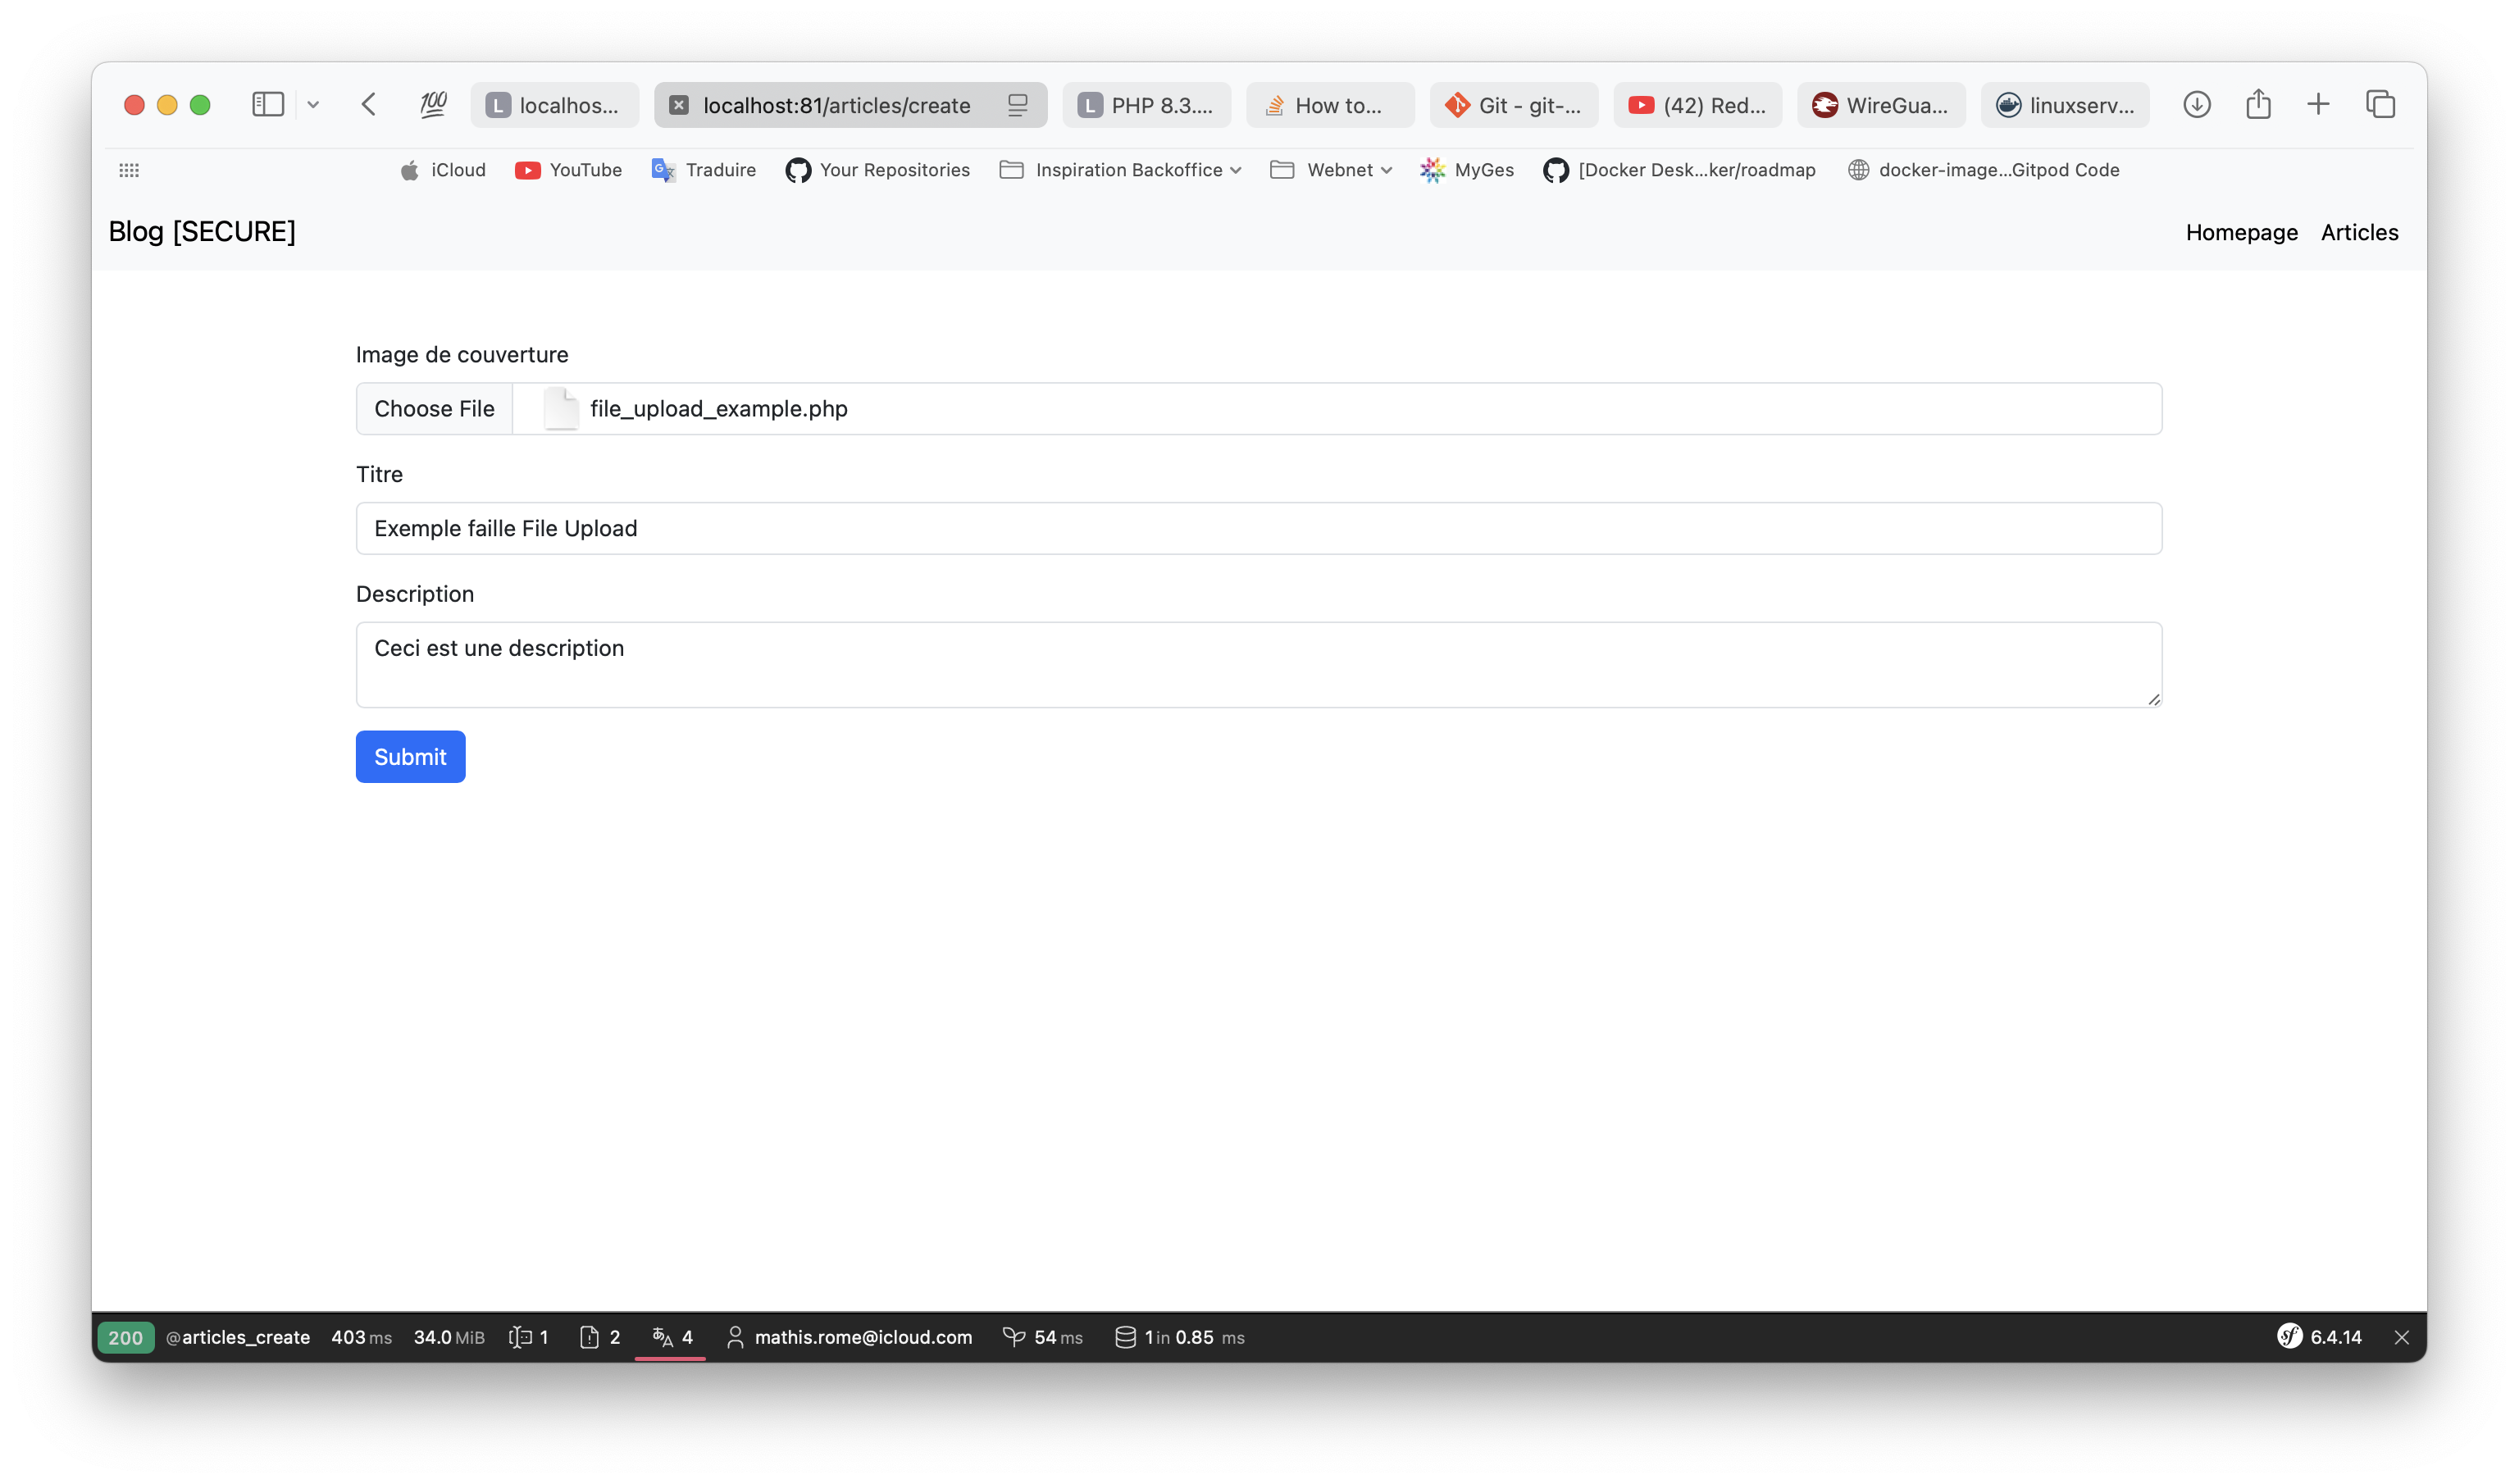 💯 L localhos... localhost:81/articles/create L PHP 8.3.... How to... Git - git-... (42) Red... WireGua... linuxserv...
iCloud YouTube Traduire Your Repositories Inspiration Backoffice Webnet MyGes [Docker Desk...ker/roadmap docker-image...Gitpod Code
Blog [SECURE] Homepage Articles
Image de couverture
Choose File file_upload_example.php
Titre
Exemple faille File Upload
Description
Ceci est une description
Submit
200 @articles_create 403 ms 34.0 MiB 1 2 4 mathis.rome@icloud.com 54 ms 1 in 0.85 ms sf 6.4.14